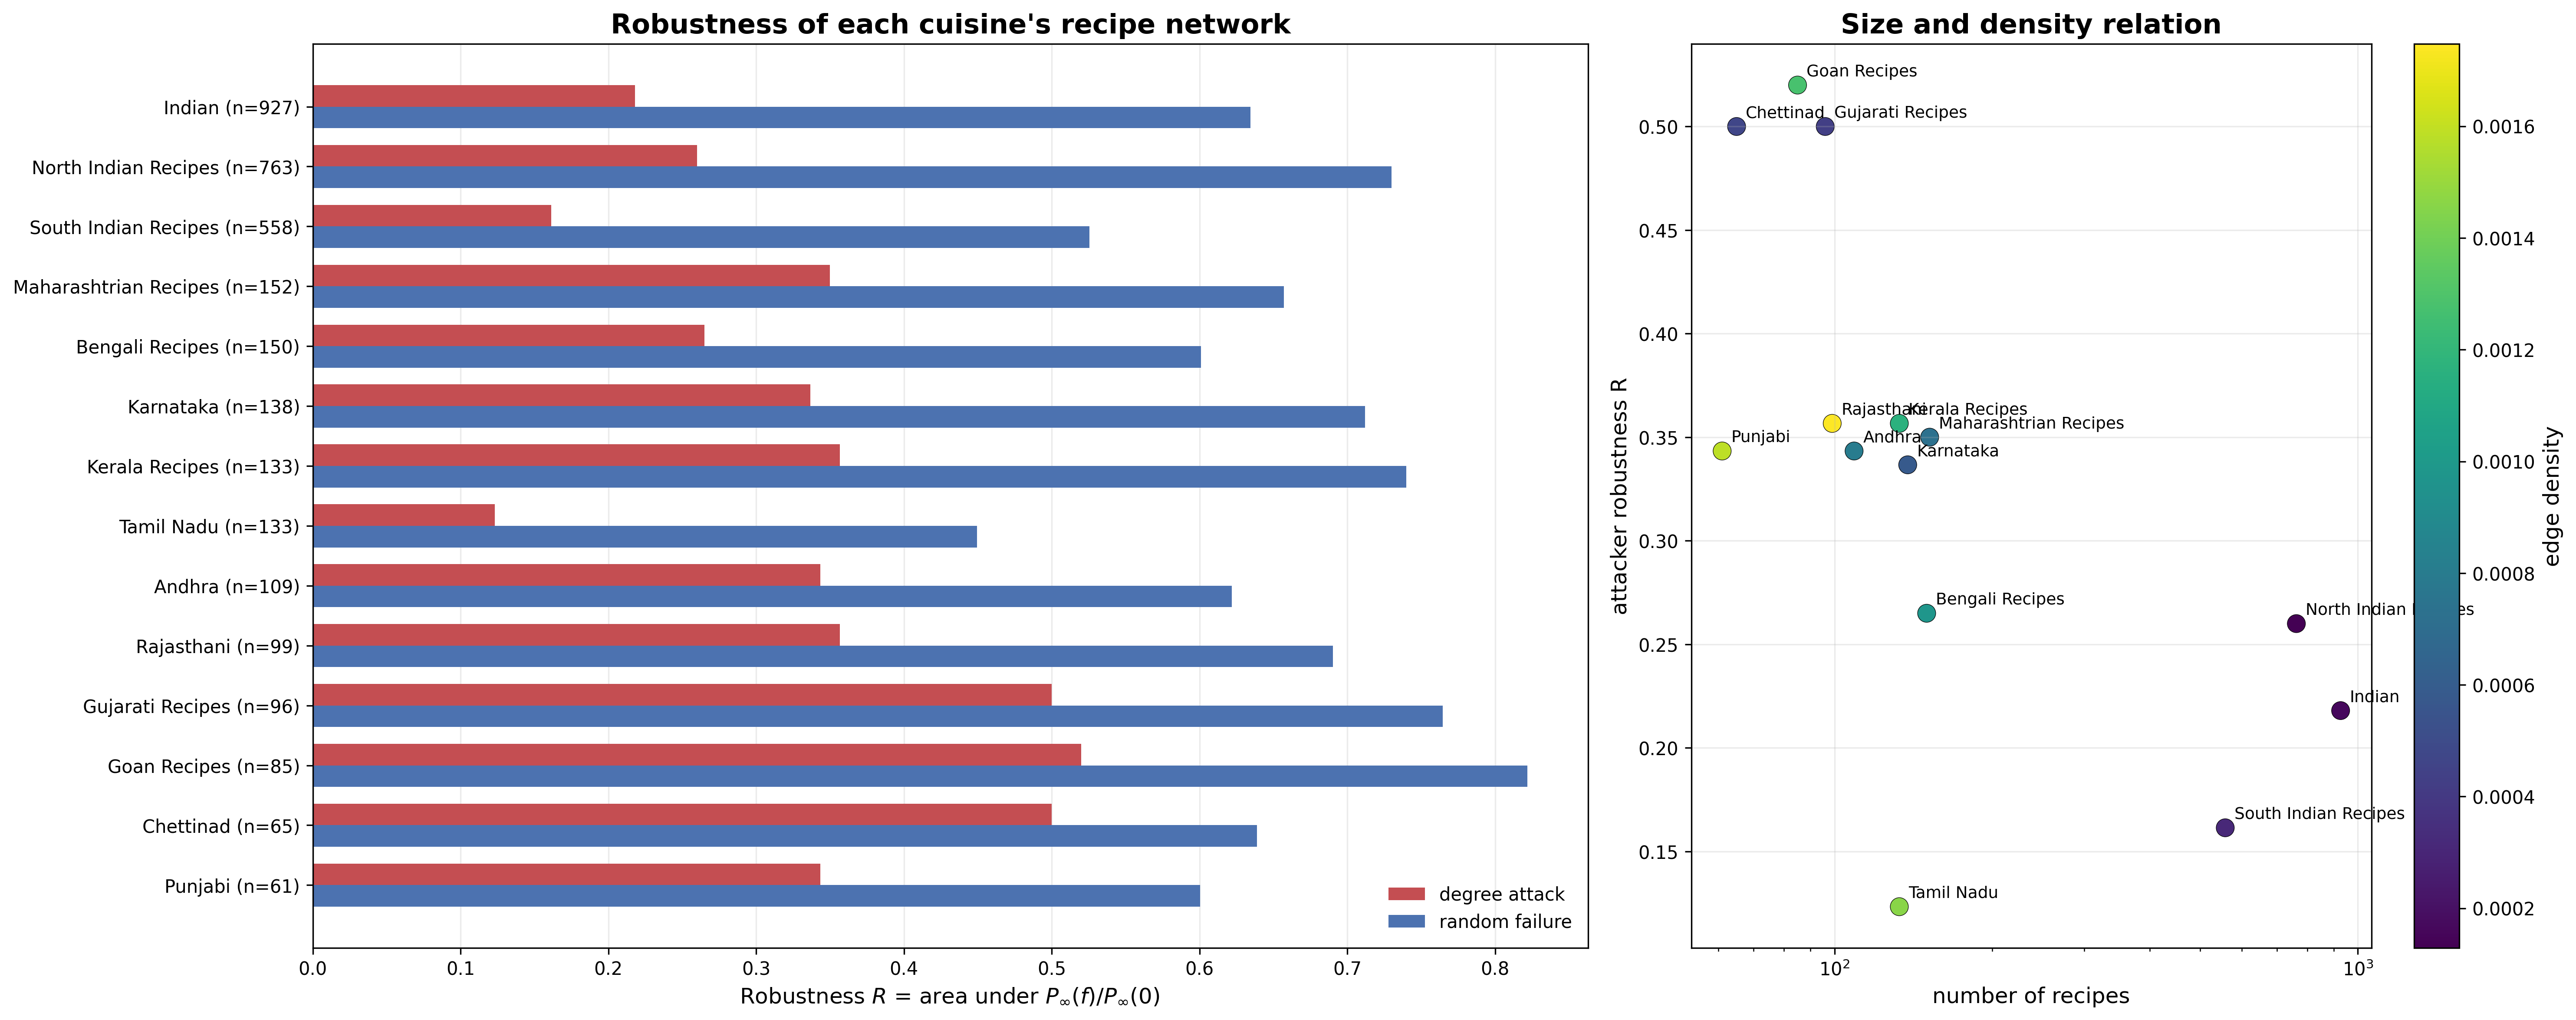 Robustness of each cuisine's recipe network
Indian (n=927)
North Indian Recipes (n=763)
South Indian Recipes (n=558)
Maharashtrian Recipes (n=152)
Bengali Recipes (n=150)
Karnataka (n=138)
Kerala Recipes (n=133)
Tamil Nadu (n=133)
Andhra (n=109)
Rajasthani (n=99)
Gujarati Recipes (n=96)
Goan Recipes (n=85)
Chettinad (n=65)
Punjabi (n=61)
degree attack
random failure
0.0 0.1 0.2 0.3 0.4 0.5 0.6 0.7 0.8
Robustness R = area under P∞(f)/P∞(0)
Size and density relation
attacker robustness R
0.50
0.45
0.40
0.35
0.30
0.25
0.20
0.15
Goan Recipes
Chettinad
Gujarati Recipes
Rajasthani
Kerala Recipes
Maharashtrian Recipes
Punjabi
Andhra
Karnataka
Bengali Recipes
North Indian
Indian
South Indian Recipes
Tamil Nadu
10² 10³
number of recipes
0.0016
0.0014
0.0012
0.0010
0.0008
0.0006
0.0004
0.0002
edge density